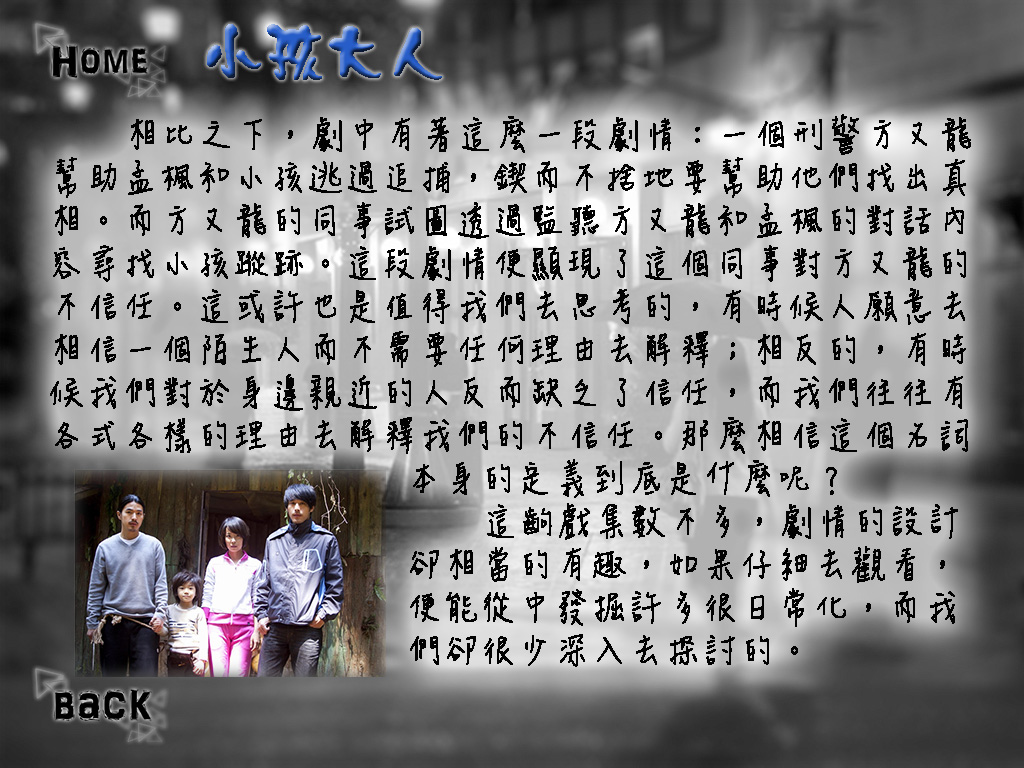 HOME 小孩大人
相比之下，劇中有著這麼一段劇情：一個刑警方又龍
幫助孟楓和小孩逃過追捕，鍥而不捨地要幫助他們找出真
相。而方又龍的同事試圖透過監聽方又龍和孟楓的對話內
容尋找小孩蹤跡。這段劇情便顯現了這個同事對方又龍的
不信任。這或許也是值得我們去思考的，有時候人願意去
相信一個陌生人而不需要任何理由去解釋；相反的，有時
候我們對於身邊親近的人反而缺乏了信任，而我們往往有
各式各樣的理由去解釋我們的不信任。那麼相信這個名詞
本身的定義到底是什麼呢？
這齣戲集數不多，劇情的設計
卻相當的有趣，如果仔細去觀看，
便能從中發掘許多很日常化，而我
們卻很少深入去探討的。
BACK